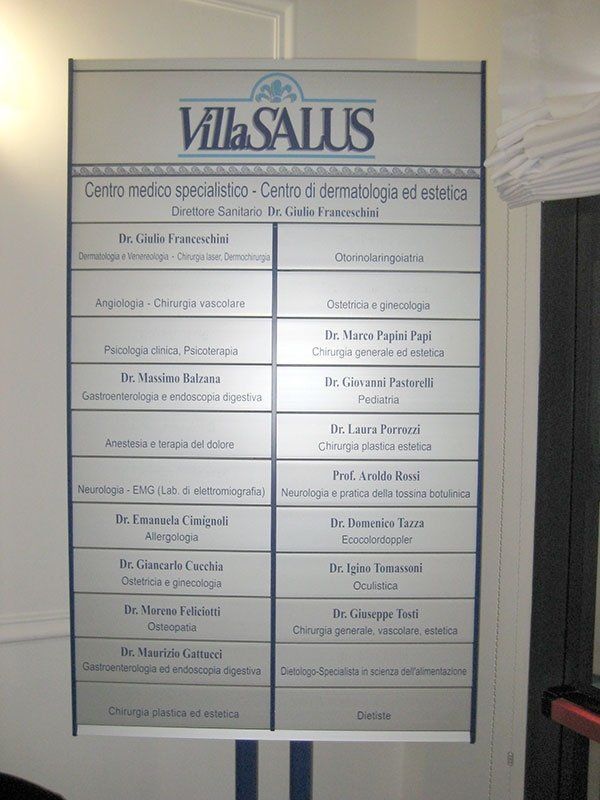 VillaSALUS
Centro medico specialistico - Centro di dermatologia ed estetica
Direttore Sanitario Dr. Giulio Franceschini
Dr. Giulio Franceschini
Dermatologia e Venereologia - Chirurgia laser, Dermochirurgia
Angiologia - Chirurgia vascolare
Psicologia clinica, Psicoterapia
Dr. Massimo Balzana
Gastroenterologia e endoscopia digestiva
Anestesia e terapia del dolore
Neurologia - EMG (Lab. di elettromiografia)
Dr. Emanuela Cimignoli
Allergologia
Dr. Giancarlo Cucchia
Ostetricia e ginecologia
Dr. Moreno Feliciotti
Osteopatia
Dr. Maurizio Gattucci
Gastroenterologia ed endoscopia digestiva
Chirurgia plastica ed estetica
Otorinolaringoiatria
Ostetricia e ginecologia
Dr. Marco Papini Papi
Chirurgia generale ed estetica
Dr. Giovanni Pastorelli
Pediatria
Dr. Laura Porrozzi
Chirurgia plastica estetica
Prof. Aroldo Rossi
Neurologia e pratica della tossina botulinica
Dr. Domenico Tazza
Ecocolordoppler
Dr. Igino Tomassoni
Oculistica
Dr. Giuseppe Tosti
Chirurgia generale, vascolare, estetica
Dietologo-Specialista in scienza dell'alimentazione
Dietiste